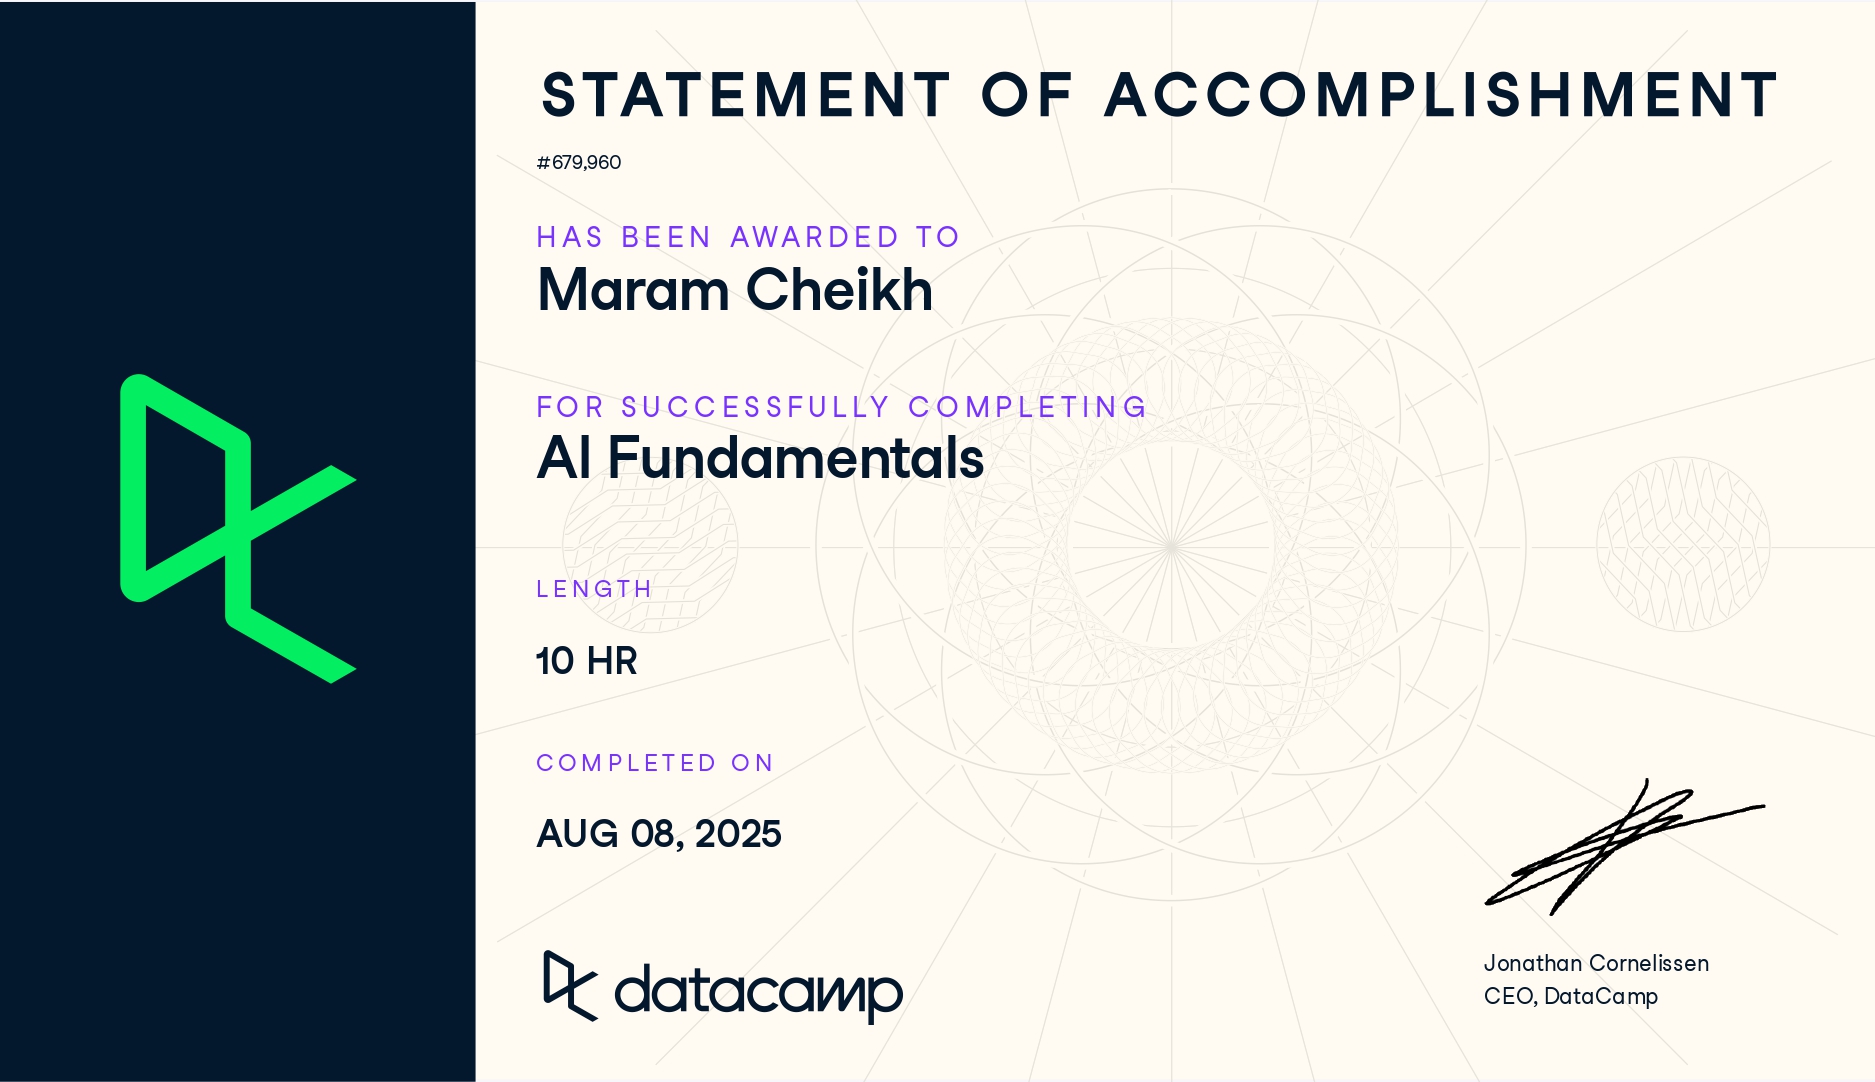 STATEMENT OF ACCOMPLISHMENT
#679,960
HAS BEEN AWARDED TO
Maram Cheikh
FOR SUCCESSFULLY COMPLETING
AI Fundamentals
LENGTH
10 HR
COMPLETED ON
AUG 08, 2025
datacamp
Jonathan Cornelissen
CEO, DataCamp